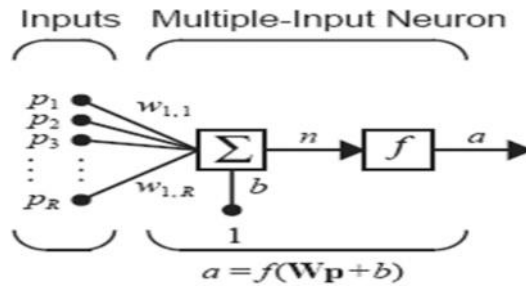 Inputs Multiple-Input Neuron
p1
w1,1
p2
p3
Σ n f a
pR
w1,R
b
1
a = f(Wp+b)